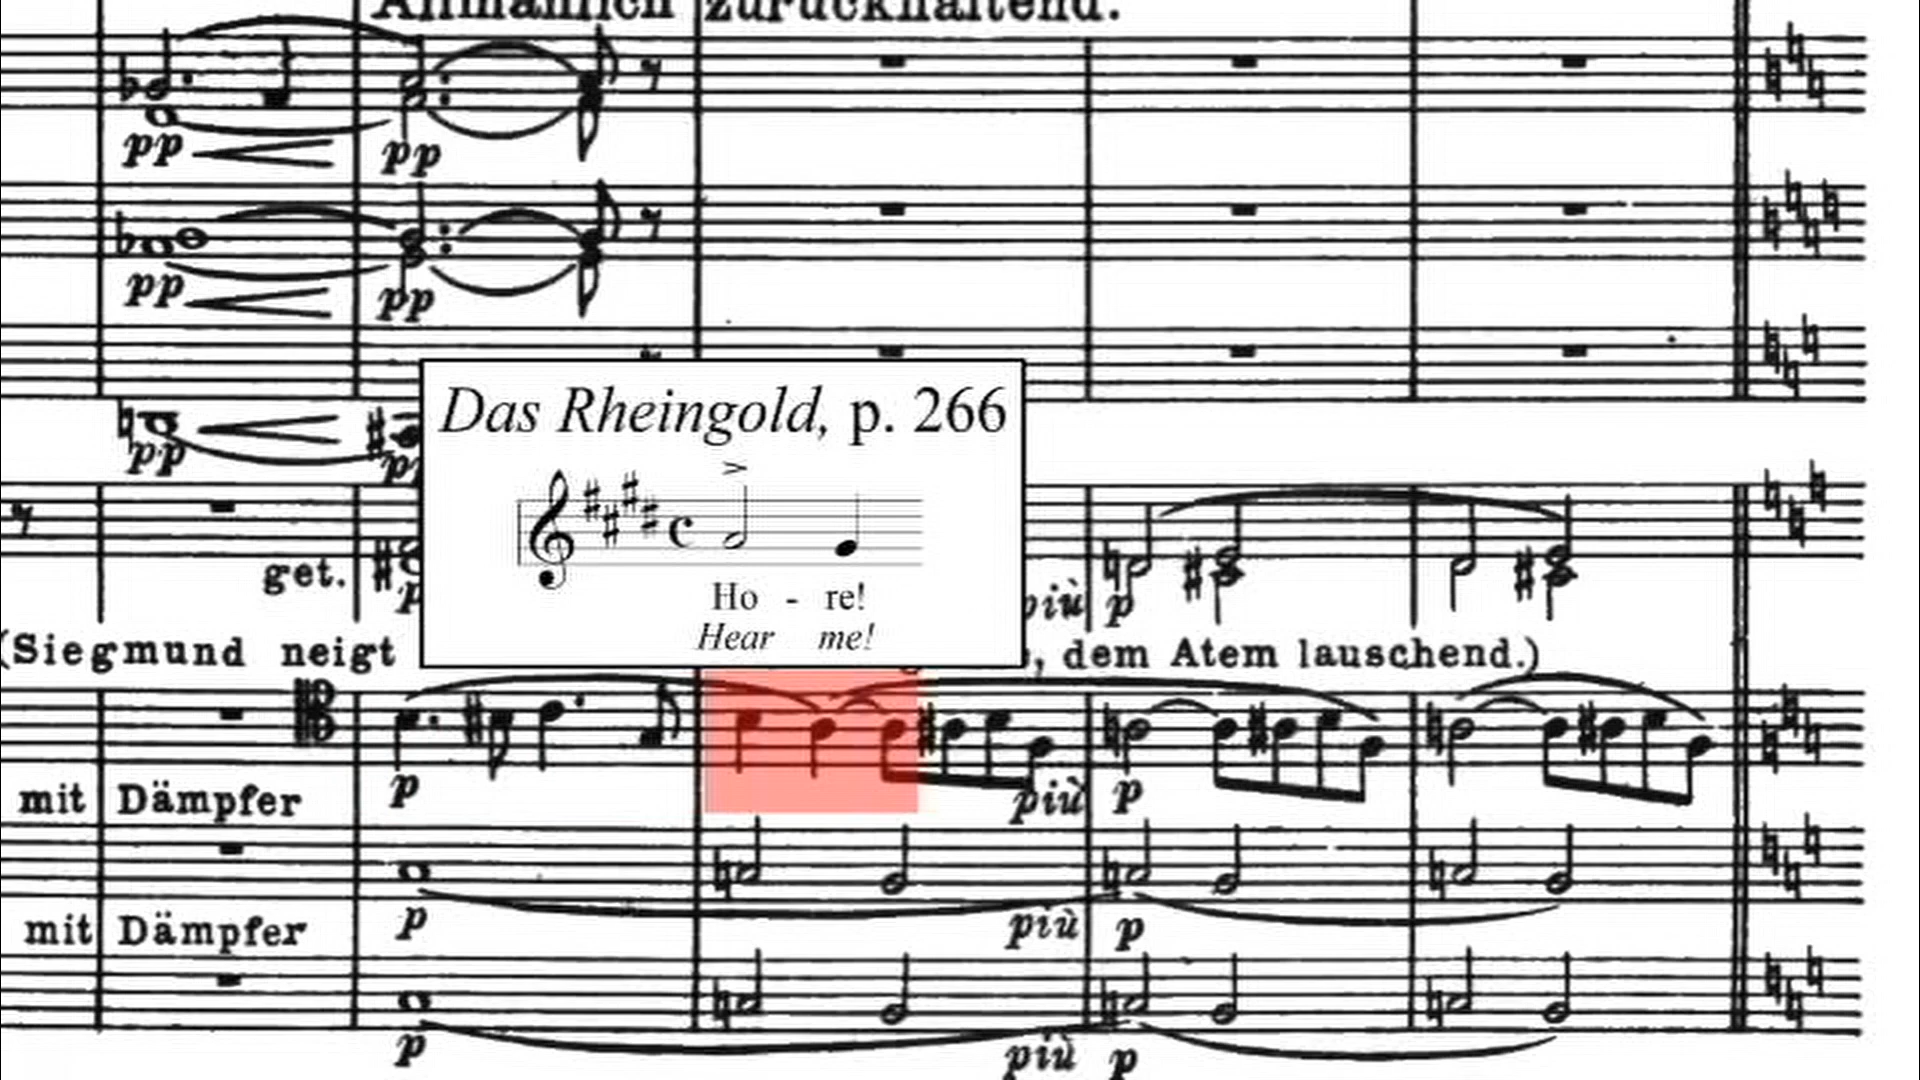 Allmählich zurückhaltend.
pp pp
pp pp
Das Rheingold, p. 266
pp
get. p
Ho - re!
Hear me!
più p
(Siegmund neigt dem Atem lauschend.)
p più p
mit Dämpfer
p più p
mit Dämpfer
p più p